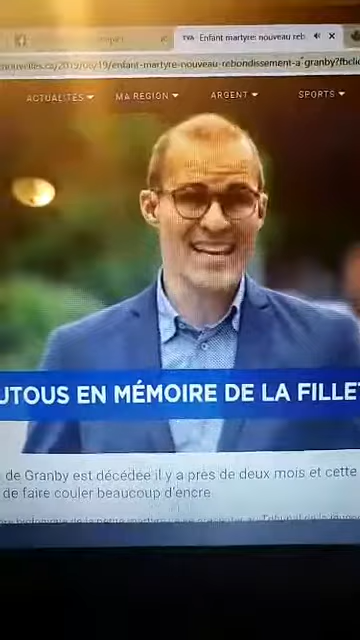 TVA Enfant martyre: nouveau reb
nouvelles.ca/2019/06/19/enfant-martyre-nouveau-rebondissement-a-granby?fbclid
ACTUALITÉS MA RÉGION ARGENT SPORTS
UTOUS EN MÉMOIRE DE LA FILLET
de Granby est décédée il y a près de deux mois et cette
de faire couler beaucoup d'encre